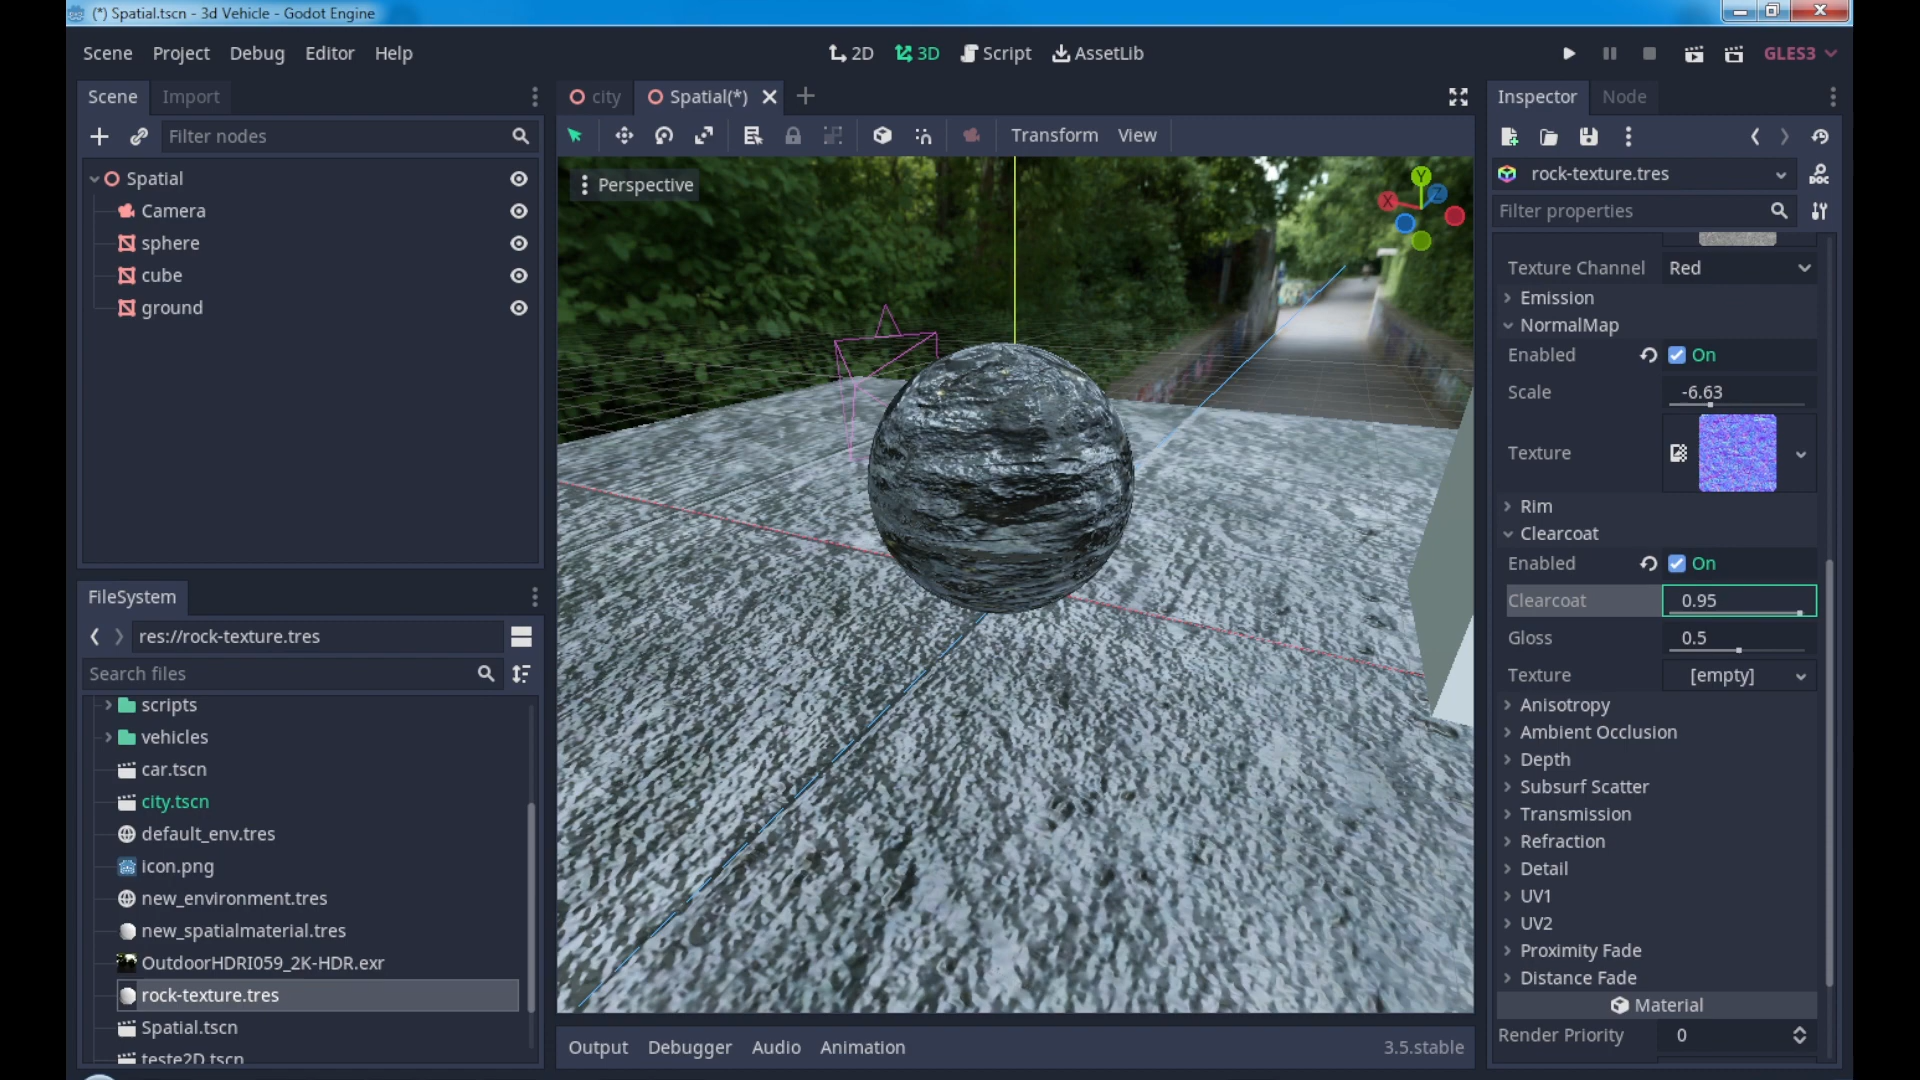 (*) Spatial.tscn - 3d Vehicle - Godot Engine
Scene Project Debug Editor Help
2D 3D Script AssetLib
GLES3
Scene Import
Filter nodes
Spatial
Camera
sphere
cube
ground
FileSystem
res://rock-texture.tres
Search files
scripts
vehicles
car.tscn
city.tscn
default_env.tres
icon.png
new_environment.tres
new_spatialmaterial.tres
OutdoorHDRI059_2K-HDR.exr
rock-texture.tres
Spatial.tscn
teste2D.tscn
city Spatial(*)
Transform View
Perspective
Y
X
Z
Output Debugger Audio Animation 3.5.stable
Inspector Node
rock-texture.tres
DOC
Filter properties
Texture Channel Red
Emission
NormalMap
Enabled On
Scale -6.63
Texture
Rim
Clearcoat
Enabled On
Clearcoat 0.95
Gloss 0.5
Texture [empty]
Anisotropy
Ambient Occlusion
Depth
Subsurf Scatter
Transmission
Refraction
Detail
UV1
UV2
Proximity Fade
Distance Fade
Material
Render Priority 0